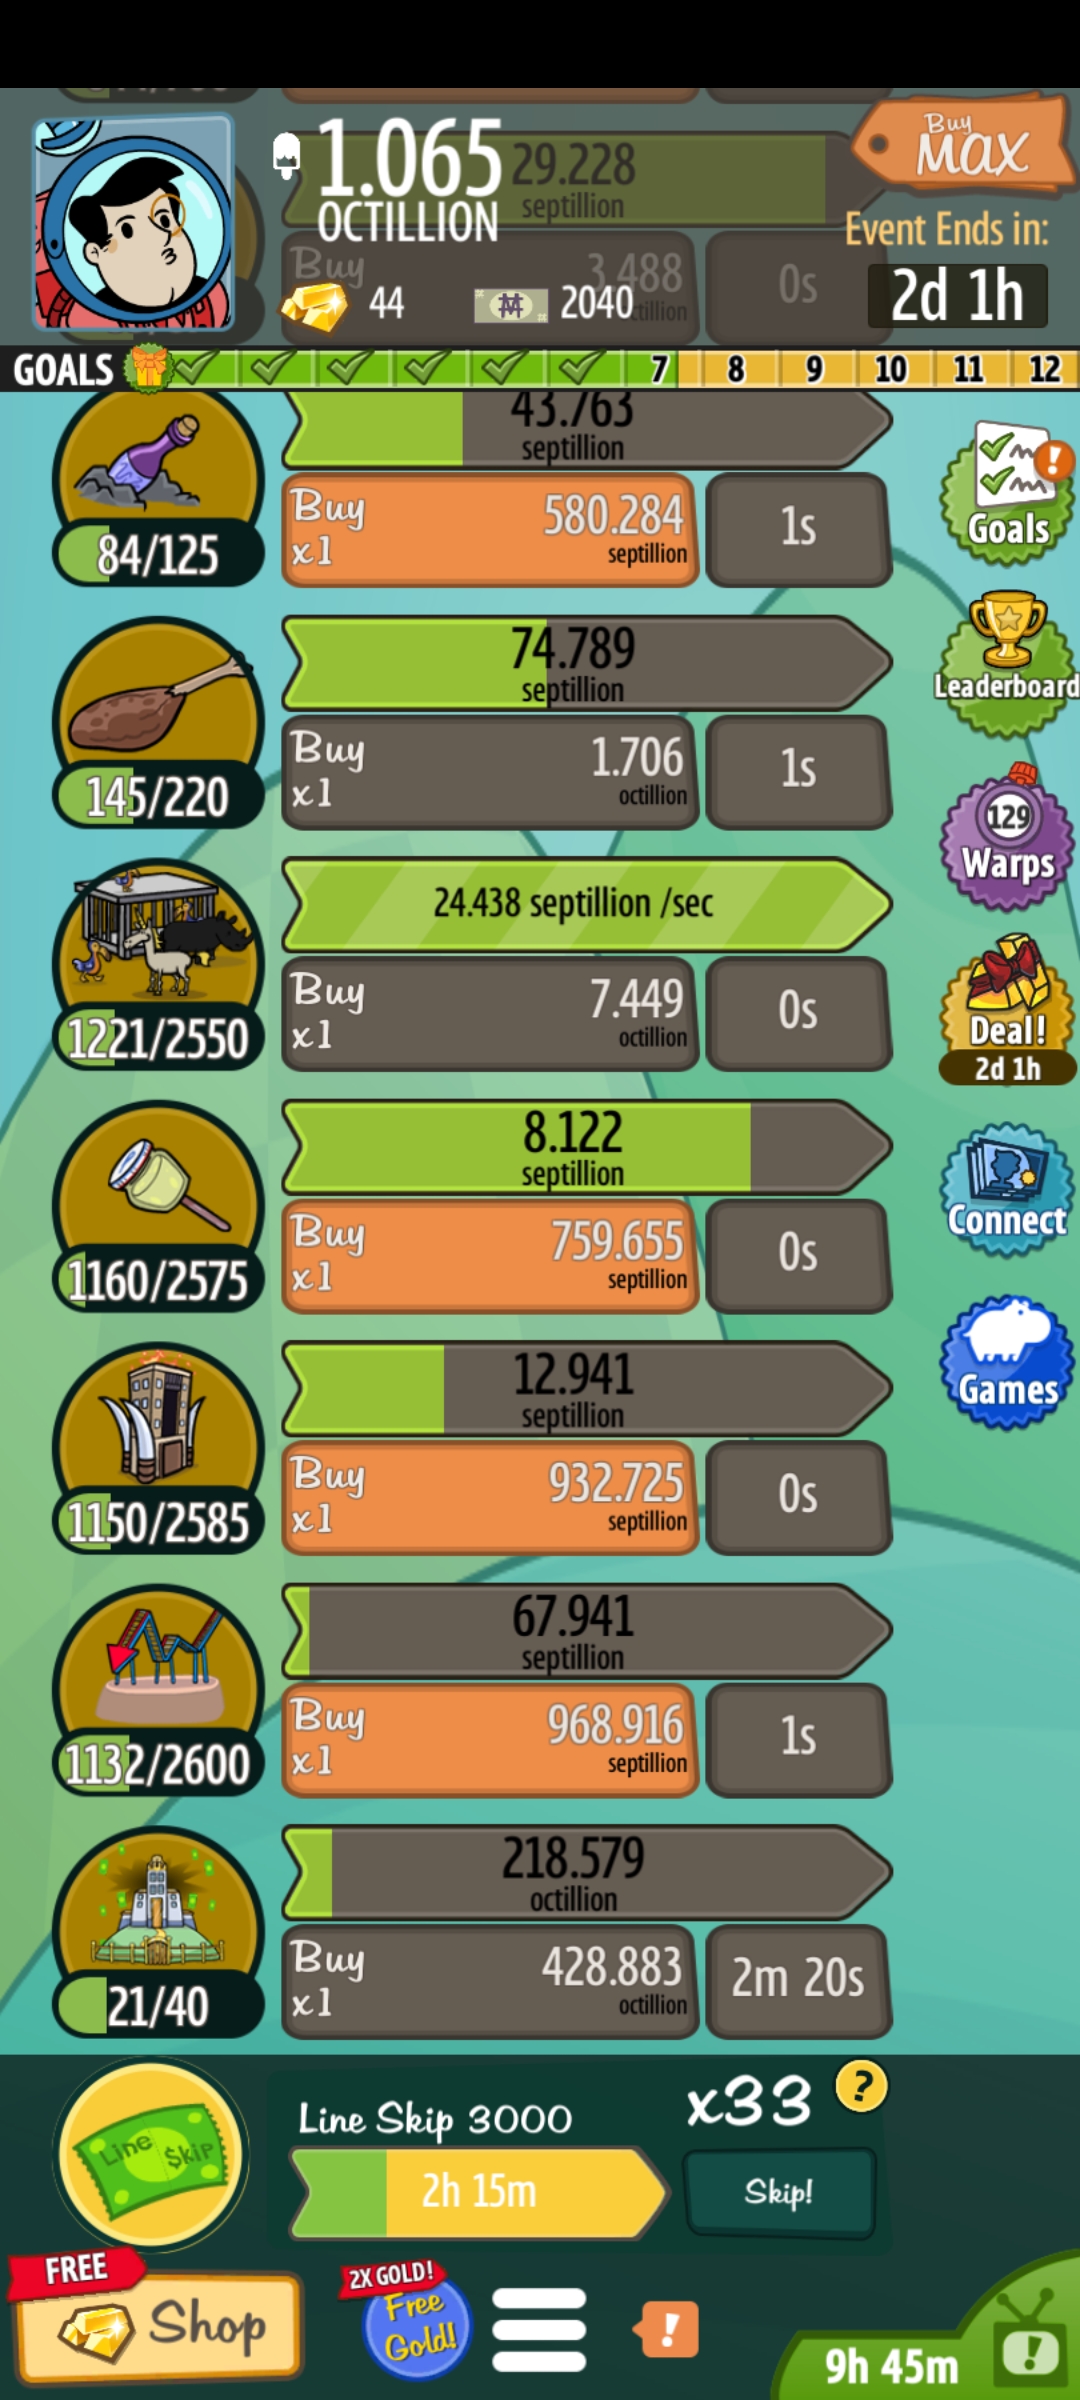 1.065
29.228
septillion
OCTILLION
Buy
MAX
Event Ends in:
2d 1h
Buy
3.488
0s
44
2040
GOALS
7
8
9
10
11
12
43.763
septillion
84/125
Buy
x1
580.284
septillion
1s
Goals
74.789
septillion
145/220
Buy
x1
1.706
octillion
1s
Leaderboard
24.438 septillion /sec
1221/2550
Buy
x1
7.449
octillion
0s
129
Warps
Deal!
2d 1h
8.122
septillion
1160/2575
Buy
x1
759.655
septillion
0s
Connect
12.941
septillion
1150/2585
Buy
x1
932.725
septillion
0s
Games
67.941
septillion
1132/2600
Buy
x1
968.916
septillion
1s
218.579
octillion
21/40
Buy
x1
428.883
octillion
2m 20s
Line $kip
Line Skip 3000
2h 15m
x33
?
Skip!
FREE
Shop
2X GOLD!
Free
Gold!
!
9h 45m
!